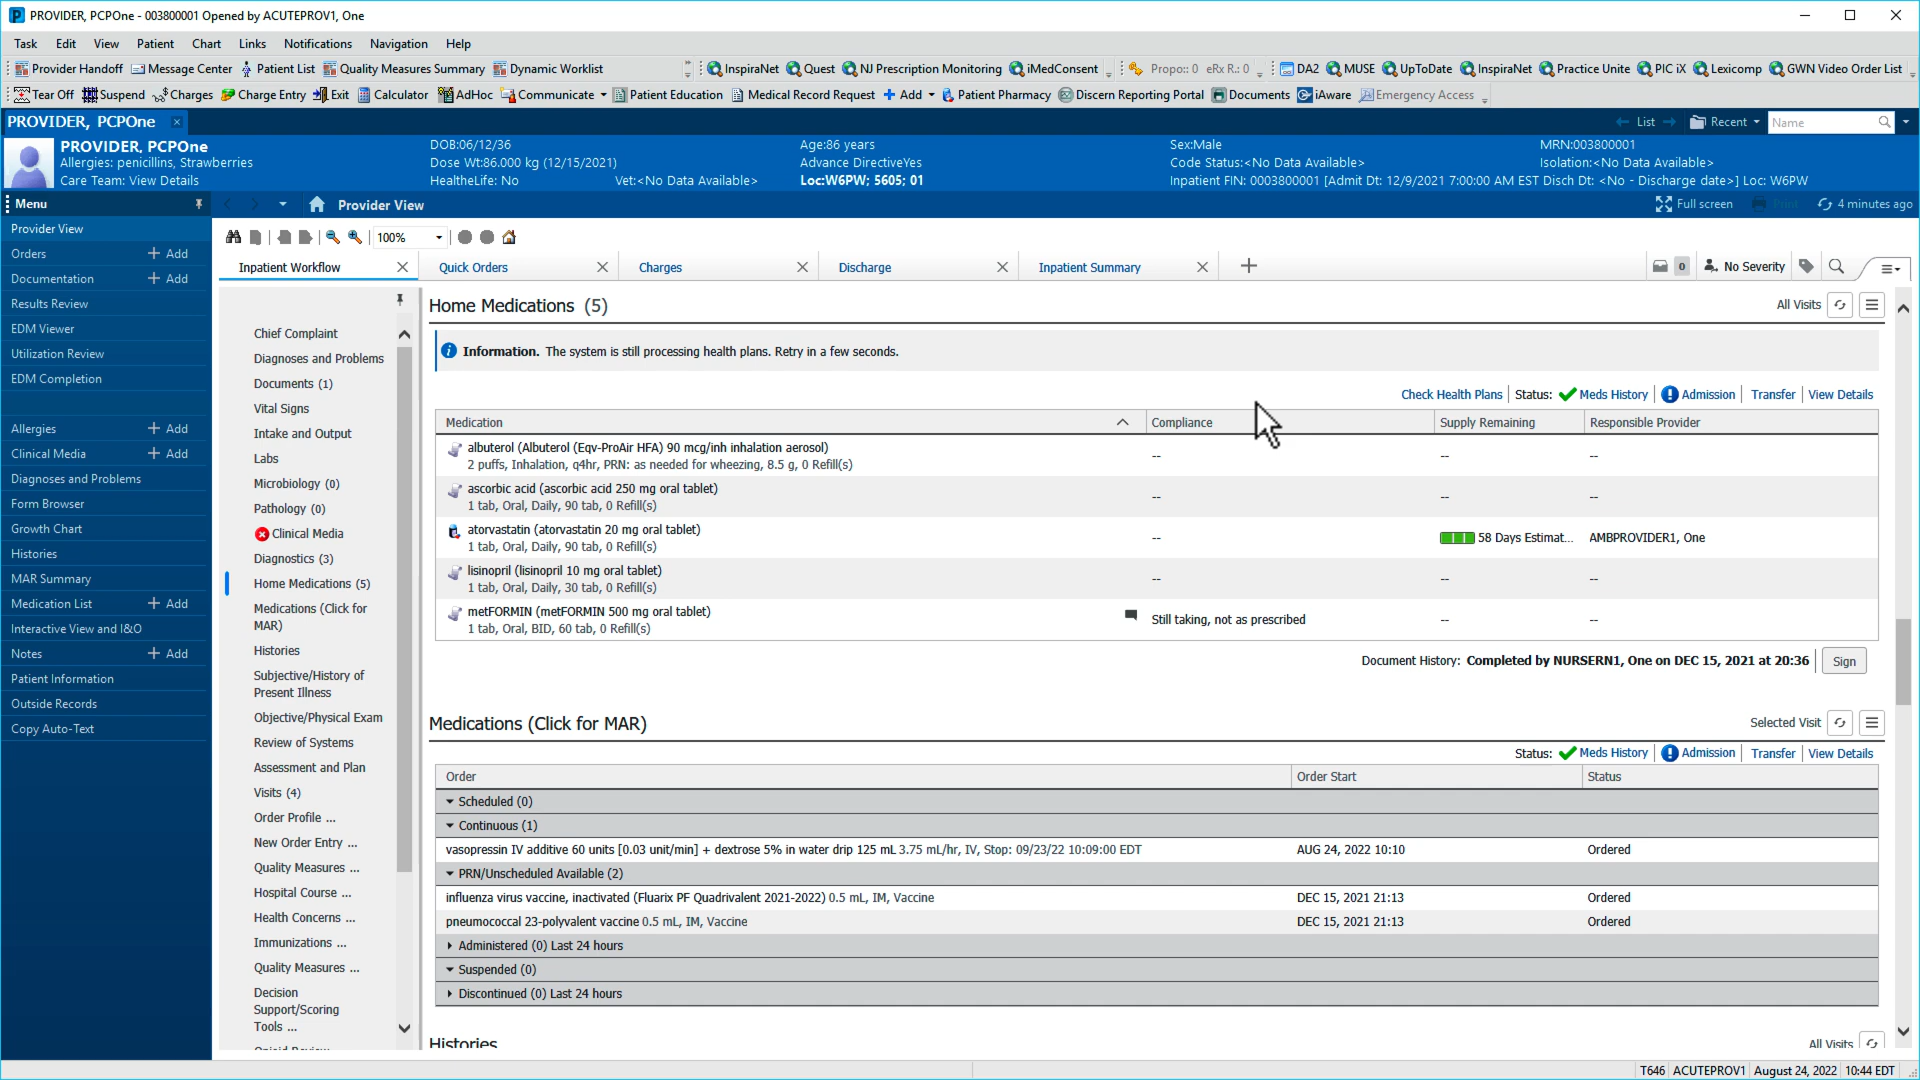 PROVIDER, PCPOne - 003800001 Opened by ACUTEPROV1, One
Task Edit View Patient Chart Links Notifications Navigation Help
Provider Handoff Message Center Patient List Quality Measures Summary Dynamic Worklist InspiraNet Quest NJ Prescription Monitoring iMedConsent Propo:: 0 eRx R.: 0 DA2 MUSE UpToDate InspiraNet Practice Unite PIC iX Lexicomp GWN Video Order List
Tear Off Suspend Charges Charge Entry Exit Calculator AdHoc Communicate Patient Education Medical Record Request Add Patient Pharmacy Discern Reporting Portal Documents iAware Emergency Access
PROVIDER, PCPOne List Recent Name
PROVIDER, PCPOne DOB:06/12/36 Age:86 years Sex:Male MRN:003800001
Allergies: penicillins, Strawberries Dose Wt:86.000 kg (12/15/2021) Advance DirectiveYes Code Status:<No Data Available> Isolation:<No Data Available>
Care Team: View Details HealtheLife: No Vet:<No Data Available> Loc:W6PW; 5605; 01 Inpatient FIN: 0003800001 [Admit Dt: 12/9/2021 7:00:00 AM EST Disch Dt: <No - Discharge date>] Loc: W6PW
Menu
Provider View Full screen Print 4 minutes ago
Provider View
Orders Add
Documentation Add
Results Review
EDM Viewer
Utilization Review
EDM Completion
Allergies Add
Clinical Media Add
Diagnoses and Problems
Form Browser
Growth Chart
Histories
MAR Summary
Medication List Add
Interactive View and I&O
Notes Add
Patient Information
Outside Records
Copy Auto-Text
100%
Inpatient Workflow Quick Orders Charges Discharge Inpatient Summary 0 No Severity
Chief Complaint
Diagnoses and Problems
Documents (1)
Vital Signs
Intake and Output
Labs
Microbiology (0)
Pathology (0)
Clinical Media
Diagnostics (3)
Home Medications (5)
Medications (Click for
MAR)
Histories
Subjective/History of
Present Illness
Objective/Physical Exam
Review of Systems
Assessment and Plan
Visits (4)
Order Profile ...
New Order Entry ...
Quality Measures ...
Hospital Course ...
Health Concerns ...
Immunizations ...
Quality Measures ...
Decision
Support/Scoring
Tools ...
Home Medications (5) All Visits
Information. The system is still processing health plans. Retry in a few seconds.
Check Health Plans Status: Meds History Admission Transfer View Details
Medication Compliance Supply Remaining Responsible Provider
albuterol (Albuterol (Eqv-ProAir HFA) 90 mcg/inh inhalation aerosol)
2 puffs, Inhalation, q4hr, PRN: as needed for wheezing, 8.5 g, 0 Refill(s) -- -- --
ascorbic acid (ascorbic acid 250 mg oral tablet)
1 tab, Oral, Daily, 90 tab, 0 Refill(s) -- -- --
atorvastatin (atorvastatin 20 mg oral tablet)
1 tab, Oral, Daily, 90 tab, 0 Refill(s) -- 58 Days Estimat... AMBPROVIDER1, One
lisinopril (lisinopril 10 mg oral tablet)
1 tab, Oral, Daily, 30 tab, 0 Refill(s) -- -- --
metFORMIN (metFORMIN 500 mg oral tablet)
1 tab, Oral, BID, 60 tab, 0 Refill(s) Still taking, not as prescribed -- --
Document History: Completed by NURSERN1, One on DEC 15, 2021 at 20:36 Sign
Medications (Click for MAR) Selected Visit
Status: Meds History Admission Transfer View Details
Order Order Start Status
Scheduled (0)
Continuous (1)
vasopressin IV additive 60 units [0.03 unit/min] + dextrose 5% in water drip 125 mL 3.75 mL/hr, IV, Stop: 09/23/22 10:09:00 EDT AUG 24, 2022 10:10 Ordered
PRN/Unscheduled Available (2)
influenza virus vaccine, inactivated (Fluarix PF Quadrivalent 2021-2022) 0.5 mL, IM, Vaccine DEC 15, 2021 21:13 Ordered
pneumococcal 23-polyvalent vaccine 0.5 mL, IM, Vaccine DEC 15, 2021 21:13 Ordered
Administered (0) Last 24 hours
Suspended (0)
Discontinued (0) Last 24 hours
Histories All Visits
T646 ACUTEPROV1 August 24, 2022 10:44 EDT